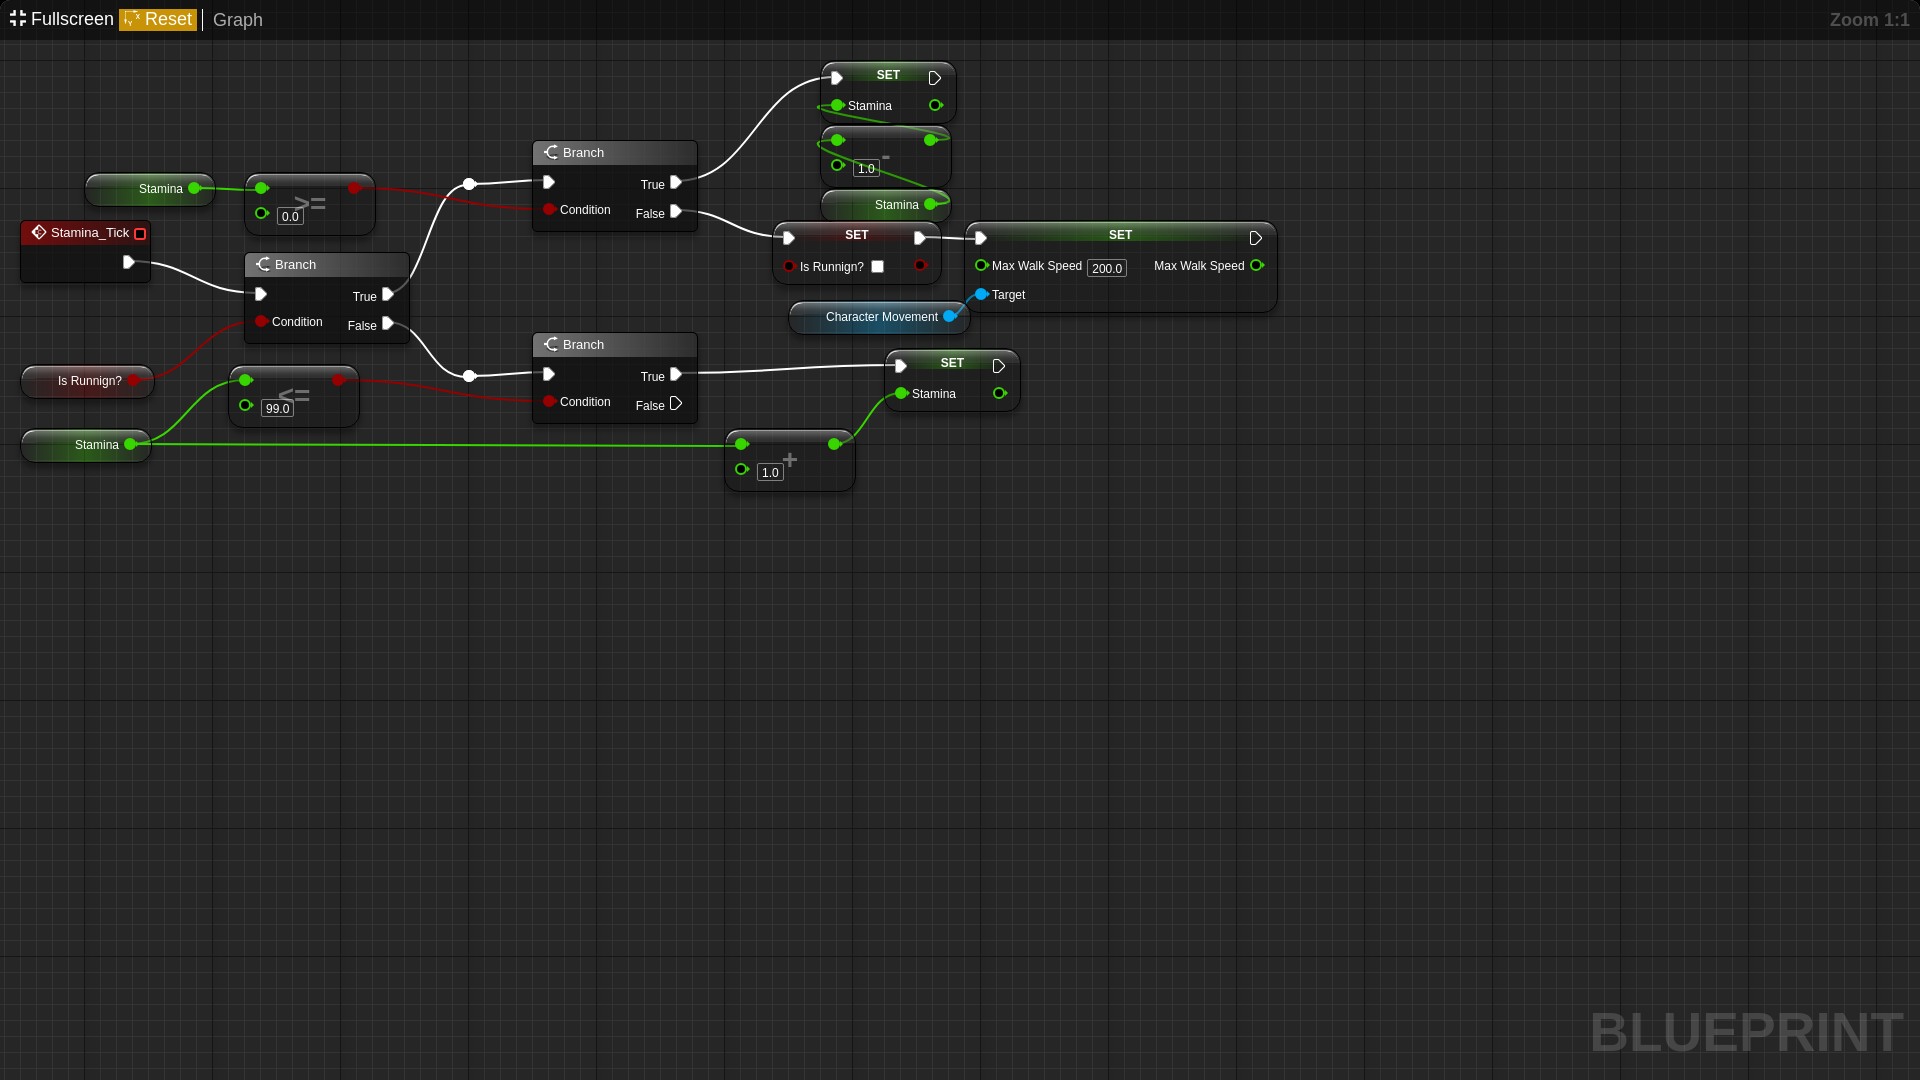 Fullscreen Reset Graph Zoom 1:1
SET
Stamina
-
1.0
Stamina
Branch
True
Condition False
Stamina
>=
0.0
Stamina_Tick
Branch
True
Condition False
SET
Is Runnign?
SET
Max Walk Speed 200.0 Max Walk Speed
Target
Character Movement
Branch
True
Condition False
SET
Stamina
Is Runnign?
<=
99.0
Stamina
+
1.0
BLUEPRINT